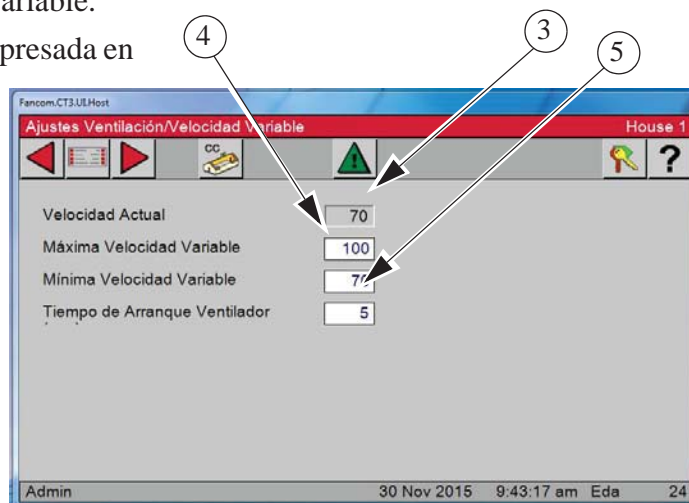 ariable.
presada en
4
3
5
Fancom.CT3.UI.Host
Ajustes Ventilación/Velocidad Variable House 1
CC ?
Velocidad Actual 70
Máxima Velocidad Variable 100
Mínima Velocidad Variable
Tiempo de Arranque Ventilador 5
Admin 30 Nov 2015 9:43:17 am Eda 24